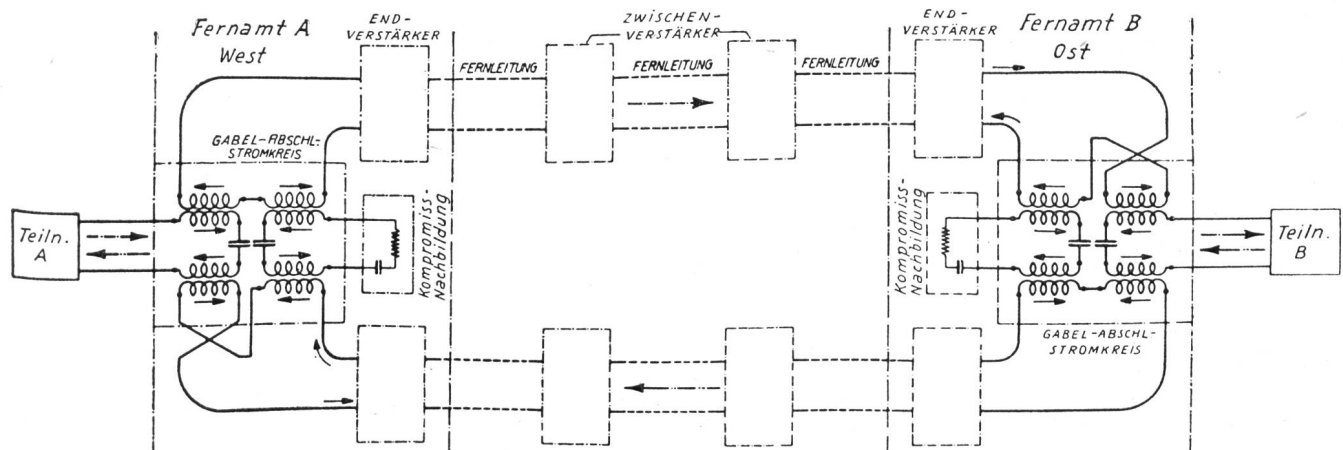 Fernamt A
West
END-
VERSTÄRKER
ZWISCHEN-
VERSTÄRKER
END-
VERSTÄRKER
Fernamt B
Ost
FERNLEITUNG
FERNLEITUNG
FERNLEITUNG
GABEL-ABSCHL-
STROMKREIS
Teiln.
A
Kompromiss-
Nachbildung
Kompromiss-
Nachbildung
Teiln.
B
GABEL-ABSCHL-
STROMKREIS